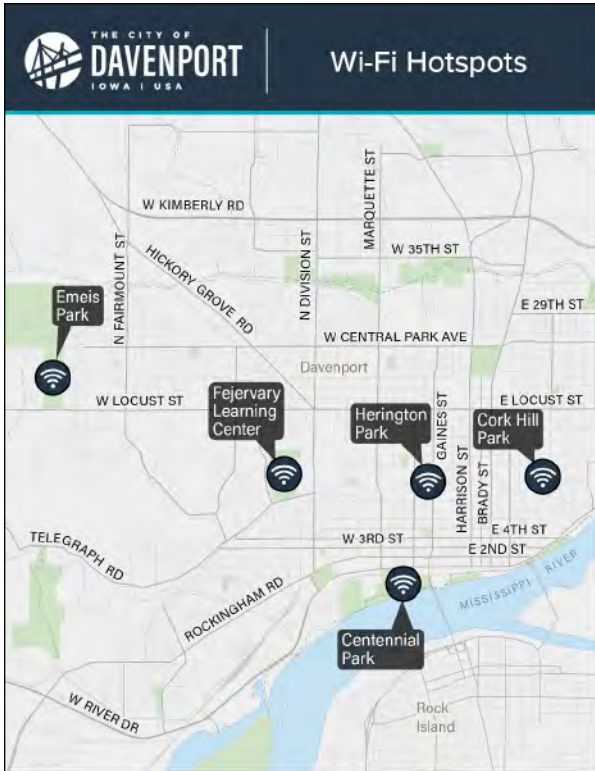 THE CITY OF
DAVENPORT
IOWA | USA
Wi-Fi Hotspots
MARQUETTE ST
W KIMBERLY RD
N FAIRMOUNT ST
HICKORY GROVE RD
N DIVISION ST
W 35TH ST
Emeis
Park
E 29TH ST
W CENTRAL PARK AVE
Davenport
W LOCUST ST
E LOCUST ST
Fejervary
Learning
Center
Herington
Park
GAINES ST
Cork Hill
Park
HARRISON ST
BRADY ST
TELEGRAPH RD
W 3RD ST
E 4TH ST
E 2ND ST
ROCKINGHAM RD
MISSISSIPPI RIVER
Centennial
Park
W RIVER DR
Rock
Island